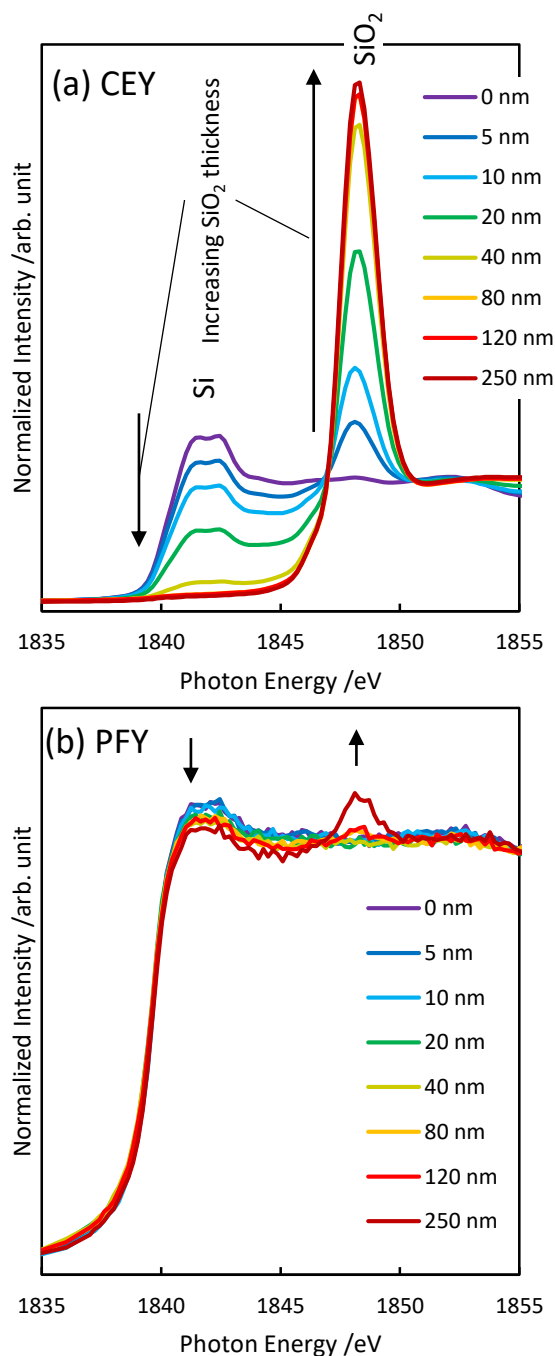 (a) CEY
Increasing SiO2 thickness
Si
SiO2
0 nm
5 nm
10 nm
20 nm
40 nm
80 nm
120 nm
250 nm
Normalized Intensity /arb. unit
1835 1840 1845 1850 1855
Photon Energy /eV
(b) PFY
0 nm
5 nm
10 nm
20 nm
40 nm
80 nm
120 nm
250 nm
Normalized Intensity /arb. unit
1835 1840 1845 1850 1855
Photon Energy /eV